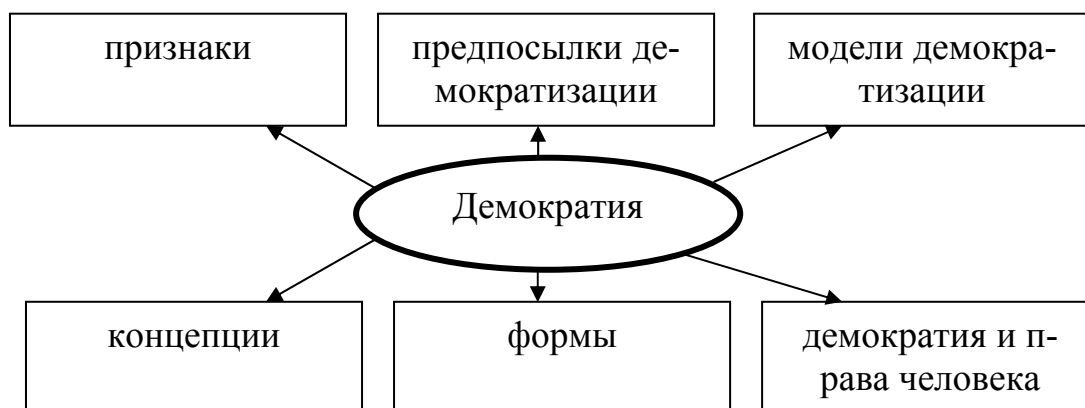 признаки
предпосылки де-
мократизации
модели демокра-
тизации
Демократия
концепции
формы
демократия и п-
рава человека